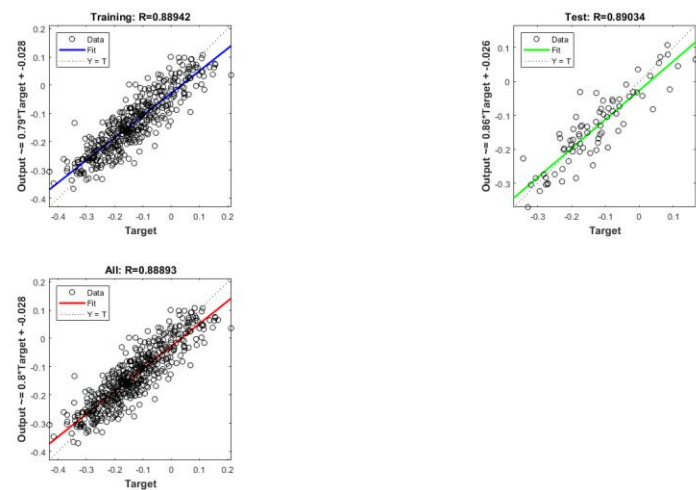 Training: R=0.88942
Data
Fit
Y = T
Output ~= 0.79*Target + -0.028
0.2
0.1
0
-0.1
-0.2
-0.3
-0.4
-0.4 -0.3 -0.2 -0.1 0 0.1 0.2
Target
Test: R=0.89034
Data
Fit
Y = T
Output ~= 0.86*Target + -0.026
0.1
0
-0.1
-0.2
-0.3
-0.3 -0.2 -0.1 0 0.1
Target
All: R=0.88893
Data
Fit
Y = T
Output ~= 0.8*Target + -0.028
0.2
0.1
0
-0.1
-0.2
-0.3
-0.4
-0.4 -0.3 -0.2 -0.1 0 0.1 0.2
Target